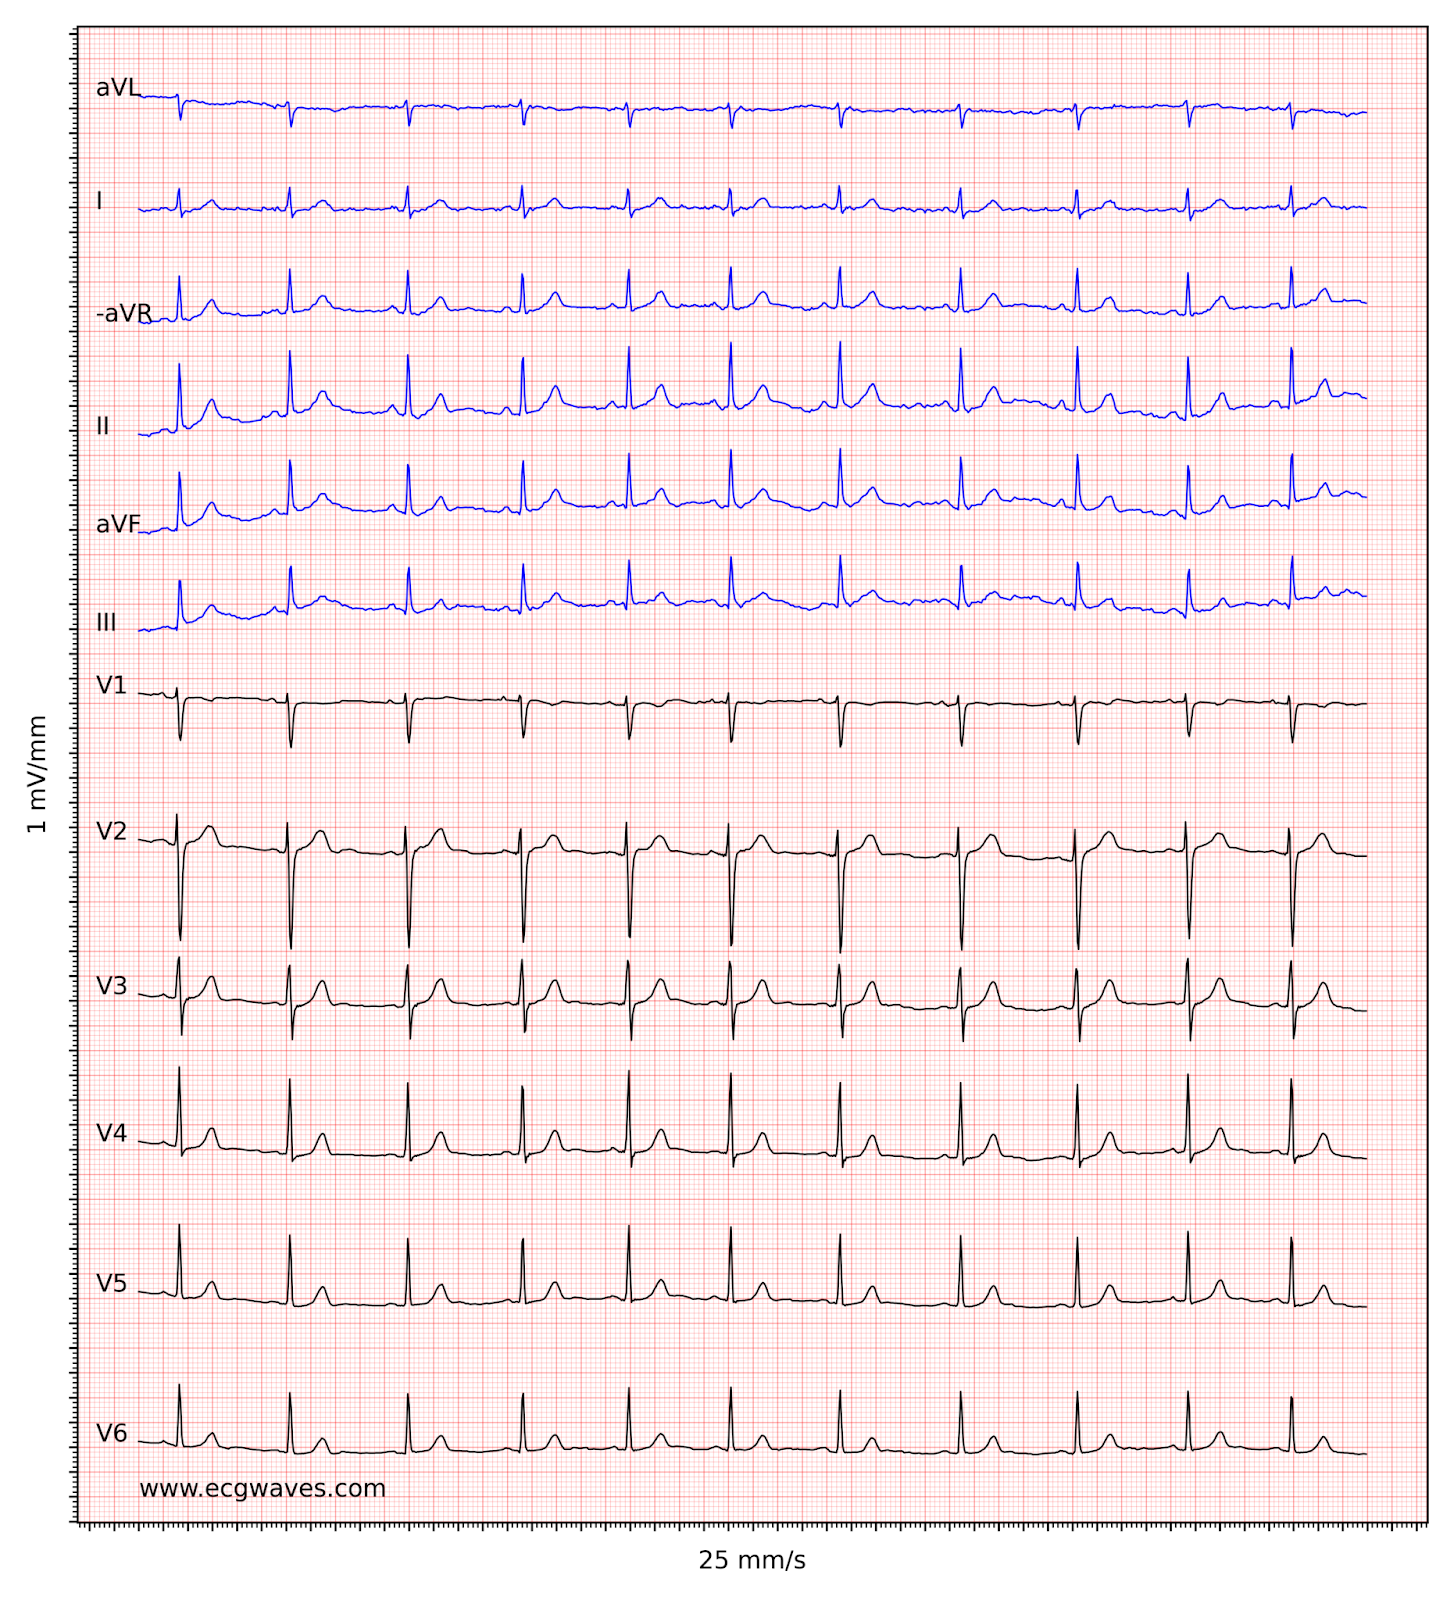 aVL
I
-aVR
II
aVF
III
V1
1 mV/mm
V2
V3
V4
V5
V6
www.ecgwaves.com
25 mm/s